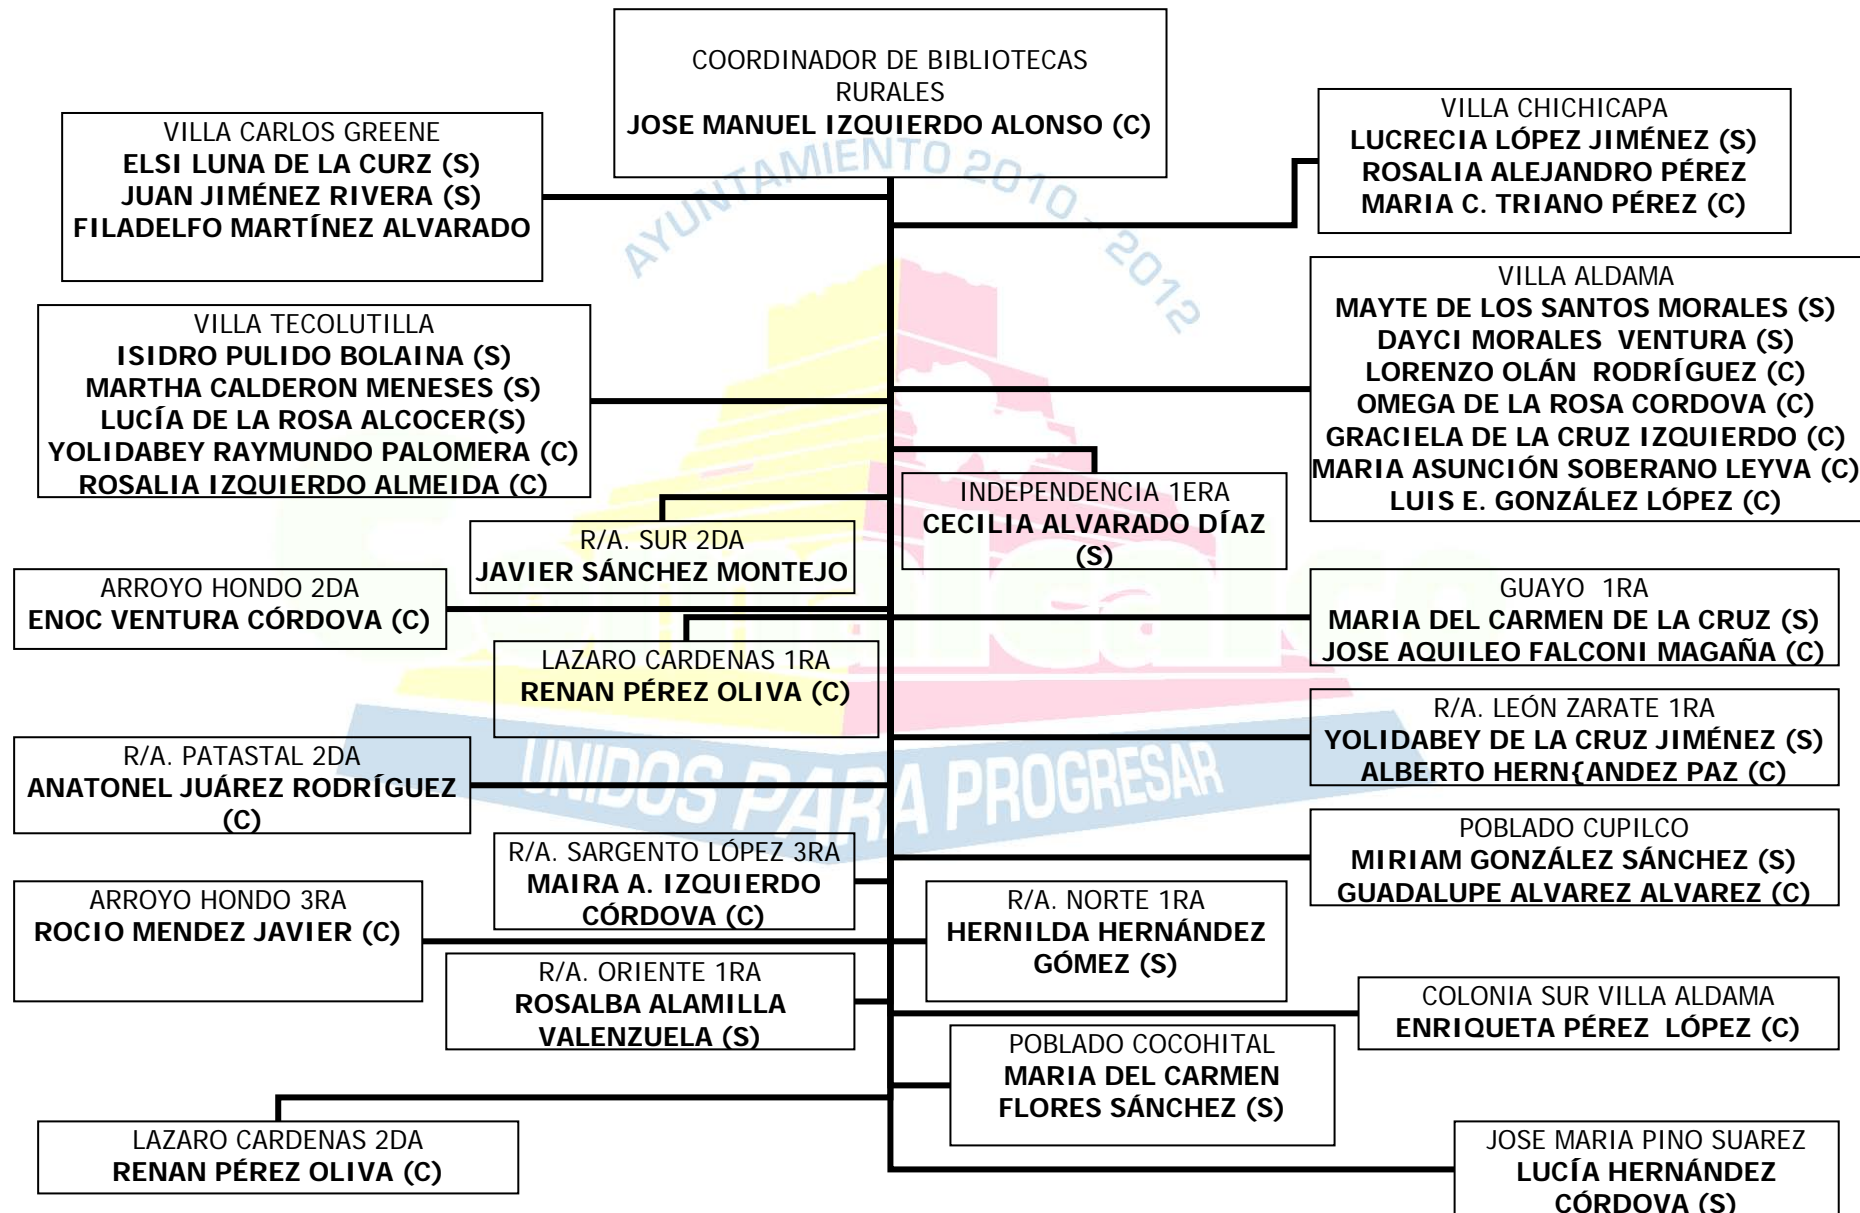 COORDINADOR DE BIBLIOTECAS
RURALES
JOSE MANUEL IZQUIERDO ALONSO (C)
VILLA CARLOS GREENE
ELSI LUNA DE LA CURZ (S)
JUAN JIMÉNEZ RIVERA (S)
FILADELFO MARTÍNEZ ALVARADO
VILLA CHICHICAPA
LUCRECIA LÓPEZ JIMÉNEZ (S)
ROSALIA ALEJANDRO PÉREZ
MARIA C. TRIANO PÉREZ (C)
AYUNTAMIENTO 2010 - 2012
VILLA TECOLUTILLA
ISIDRO PULIDO BOLAINA (S)
MARTHA CALDERON MENESES (S)
LUCÍA DE LA ROSA ALCOCER(S)
YOLIDABEY RAYMUNDO PALOMERA (C)
ROSALIA IZQUIERDO ALMEIDA (C)
VILLA ALDAMA
MAYTE DE LOS SANTOS MORALES (S)
DAYCI MORALES VENTURA (S)
LORENZO OLÁN RODRÍGUEZ (C)
OMEGA DE LA ROSA CORDOVA (C)
GRACIELA DE LA CRUZ IZQUIERDO (C)
MARIA ASUNCIÓN SOBERANO LEYVA (C)
LUIS E. GONZÁLEZ LÓPEZ (C)
INDEPENDENCIA 1ERA
CECILIA ALVARADO DÍAZ
(S)
R/A. SUR 2DA
JAVIER SÁNCHEZ MONTEJO
ARROYO HONDO 2DA
ENOC VENTURA CÓRDOVA (C)
GUAYO 1RA
MARIA DEL CARMEN DE LA CRUZ (S)
JOSE AQUILEO FALCONI MAGAÑA (C)
Comalcalco
LAZARO CARDENAS 1RA
RENAN PÉREZ OLIVA (C)
R/A. LEÓN ZARATE 1RA
YOLIDABEY DE LA CRUZ JIMÉNEZ (S)
ALBERTO HERN{ANDEZ PAZ (C)
R/A. PATASTAL 2DA
ANATONEL JUÁREZ RODRÍGUEZ
(C)
UNIDOS PARA PROGRESAR
POBLADO CUPILCO
MIRIAM GONZÁLEZ SÁNCHEZ (S)
GUADALUPE ALVAREZ ALVAREZ (C)
R/A. SARGENTO LÓPEZ 3RA
MAIRA A. IZQUIERDO
CÓRDOVA (C)
ARROYO HONDO 3RA
ROCIO MENDEZ JAVIER (C)
R/A. NORTE 1RA
HERNILDA HERNÁNDEZ
GÓMEZ (S)
R/A. ORIENTE 1RA
ROSALBA ALAMILLA
VALENZUELA (S)
COLONIA SUR VILLA ALDAMA
ENRIQUETA PÉREZ LÓPEZ (C)
POBLADO COCOHITAL
MARIA DEL CARMEN
FLORES SÁNCHEZ (S)
LAZARO CARDENAS 2DA
RENAN PÉREZ OLIVA (C)
JOSE MARIA PINO SUAREZ
LUCÍA HERNÁNDEZ
CÓRDOVA (S)